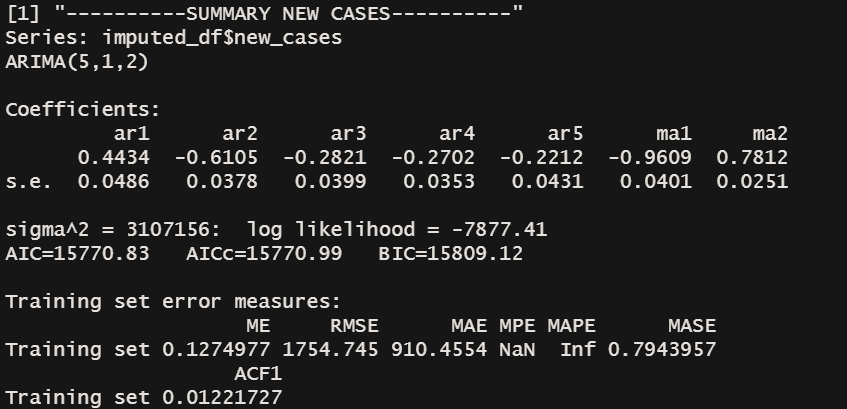 [1] "----------SUMMARY NEW CASES----------"
Series: imputed_df$new_cases
ARIMA(5,1,2)
Coefficients:
ar1 ar2 ar3 ar4 ar5 ma1 ma2
0.4434 -0.6105 -0.2821 -0.2702 -0.2212 -0.9609 0.7812
s.e. 0.0486 0.0378 0.0399 0.0353 0.0431 0.0401 0.0251
sigma^2 = 3107156: log likelihood = -7877.41
AIC=15770.83 AICc=15770.99 BIC=15809.12
Training set error measures:
ME RMSE MAE MPE MAPE MASE
Training set 0.1274977 1754.745 910.4554 NaN Inf 0.7943957
ACF1
Training set 0.01221727